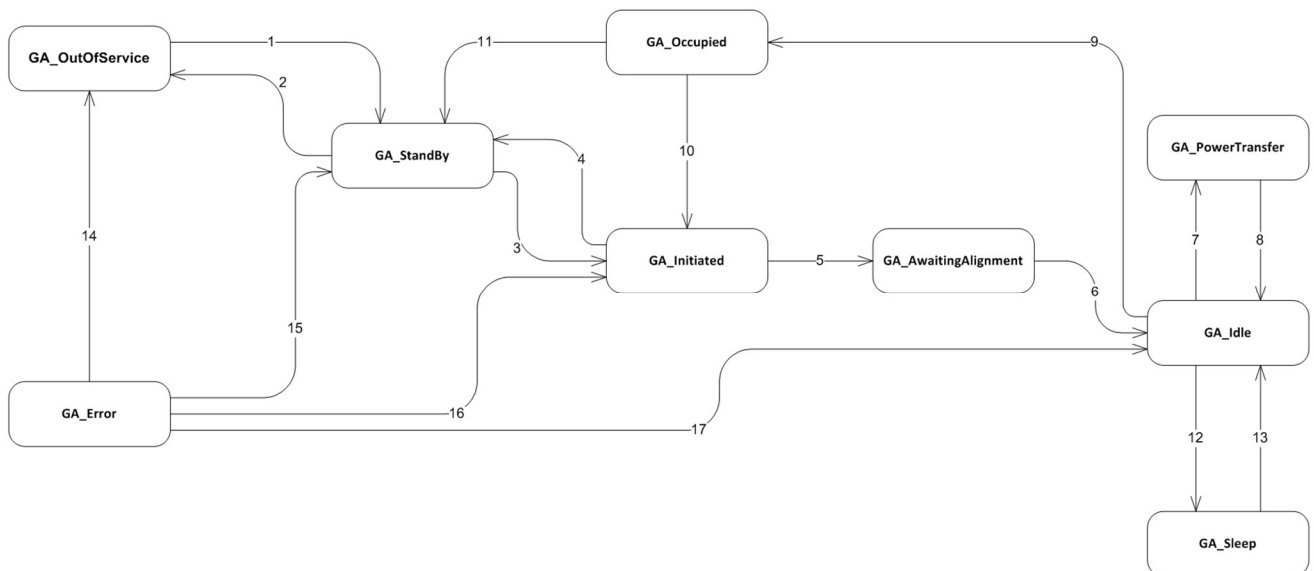 1
11
GA_Occupied
9
GA_OutOfService
2
GA_StandBy
4
10
GA_PowerTransfer
14
3
GA_Initiated
5
GA_AwaitingAlignment
7
8
6
15
GA_Idle
GA_Error
16
17
12
13
GA_Sleep